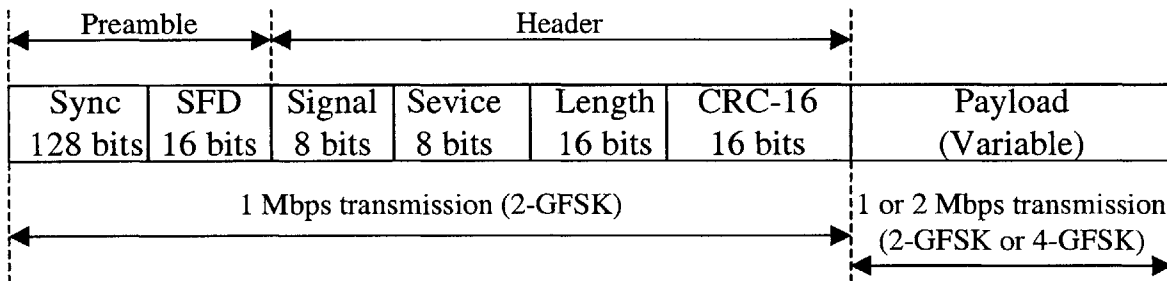 Preamble
Header
Sync
128 bits
SFD
16 bits
Signal
8 bits
Sevice
8 bits
Length
16 bits
CRC-16
16 bits
Payload
(Variable)
1 Mbps transmission (2-GFSK)
1 or 2 Mbps transmission
(2-GFSK or 4-GFSK)